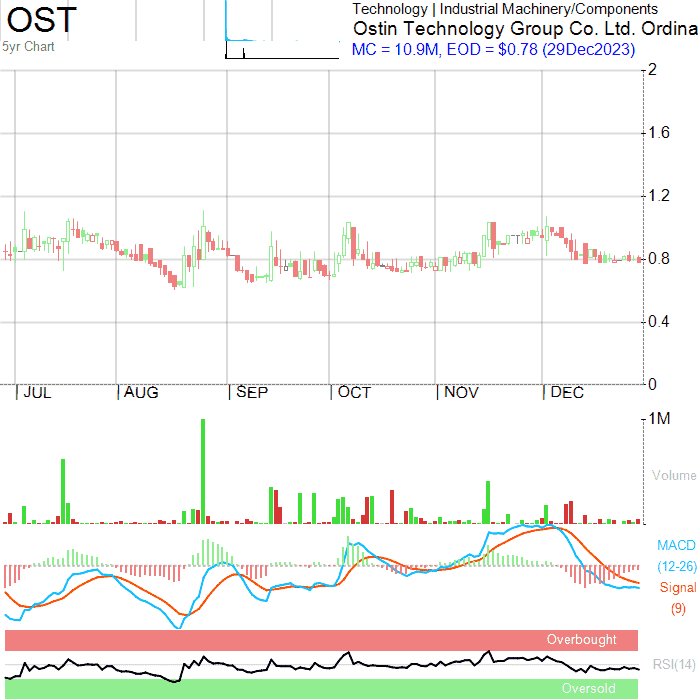 OST
5yr Chart
Technology | Industrial Machinery/Components
Ostin Technology Group Co. Ltd. Ordina
MC = 10.9M, EOD = $0.78 (29Dec2023)
2
1.6
1.2
0.8
0.4
0
JUL AUG SEP OCT NOV DEC
1M
Volume
MACD
(12-26)
Signal
(9)
Overbought
RSI(14)
Oversold